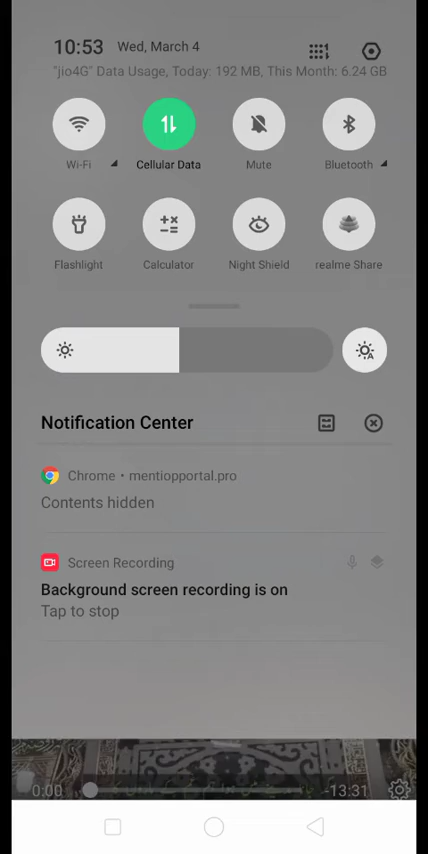 10:53 Wed, March 4
"jio4G" Data Usage, Today: 192 MB, This Month: 6.24 GB
Wi-Fi
Cellular Data
Mute
Bluetooth
Flashlight
Calculator
Night Shield
realme Share
Notification Center
Chrome • mentiopportal.pro
Contents hidden
Screen Recording
Background screen recording is on
Tap to stop
0:00
-13:31